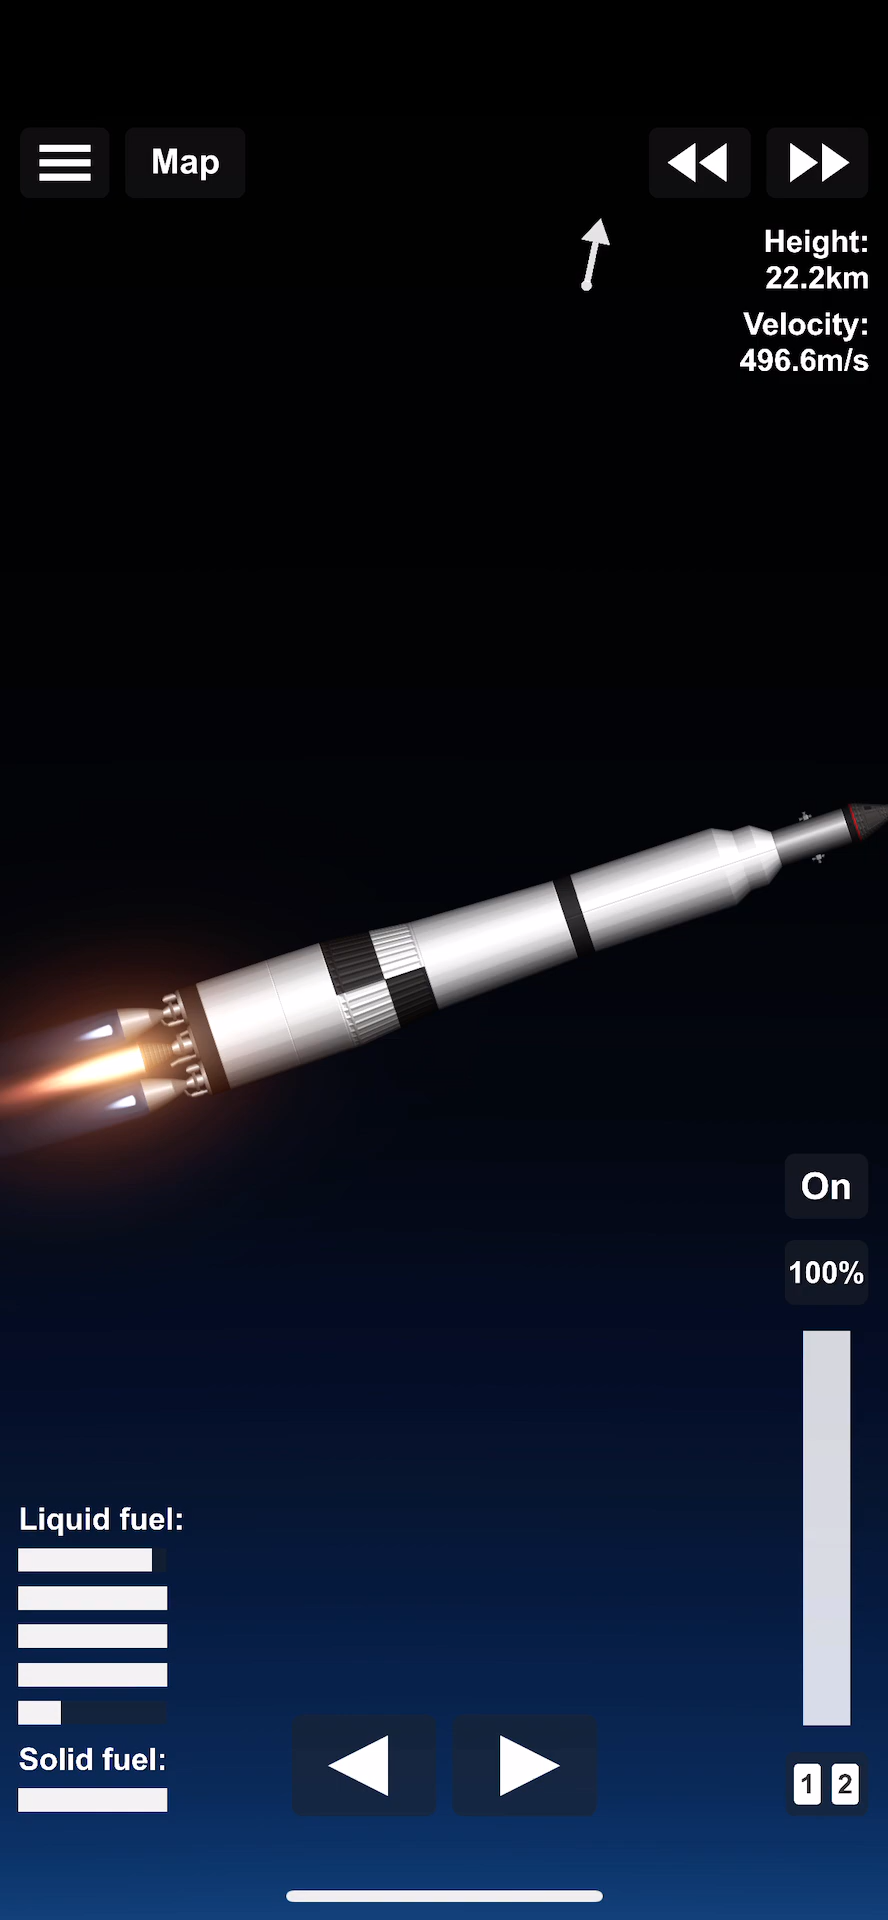 Map
Height:
22.2km
Velocity:
496.6m/s
On
100%
Liquid fuel:
Solid fuel:
1 2